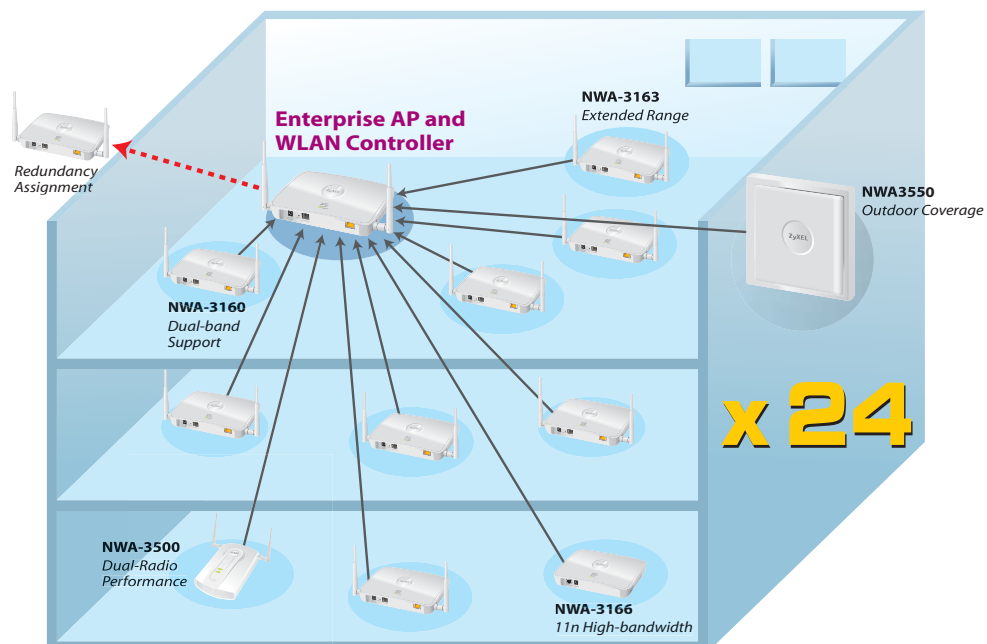 NWA-3163
Extended Range
Enterprise AP and
WLAN Controller
Redundancy
Assignment
NWA3550
Outdoor Coverage
ZyXEL
NWA-3160
Dual-band
Support
x 24
NWA-3500
Dual-Radio
Performance
NWA-3166
11n High-bandwidth